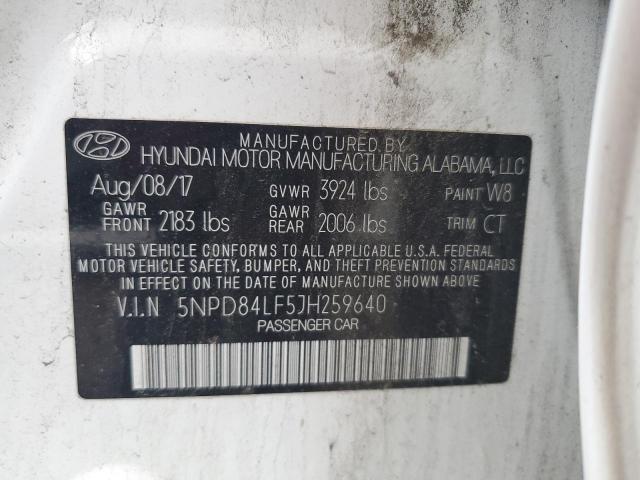 MANUFACTURED BY
HYUNDAI MOTOR MANUFACTURING ALABAMA, LLC
Aug/08/17 GVWR 3924 lbs PAINT W8
GAWR FRONT 2183 lbs GAWR REAR 2006 lbs TRIM CT
THIS VEHICLE CONFORMS TO ALL APPLICABLE U.S.A. FEDERAL
MOTOR VEHICLE SAFETY, BUMPER, AND THEFT PREVENTION STANDARDS
IN EFFECT ON THE DATE OF MANUFACTURE SHOWN ABOVE
V.I.N 5NPD84LF5JH259640
PASSENGER CAR